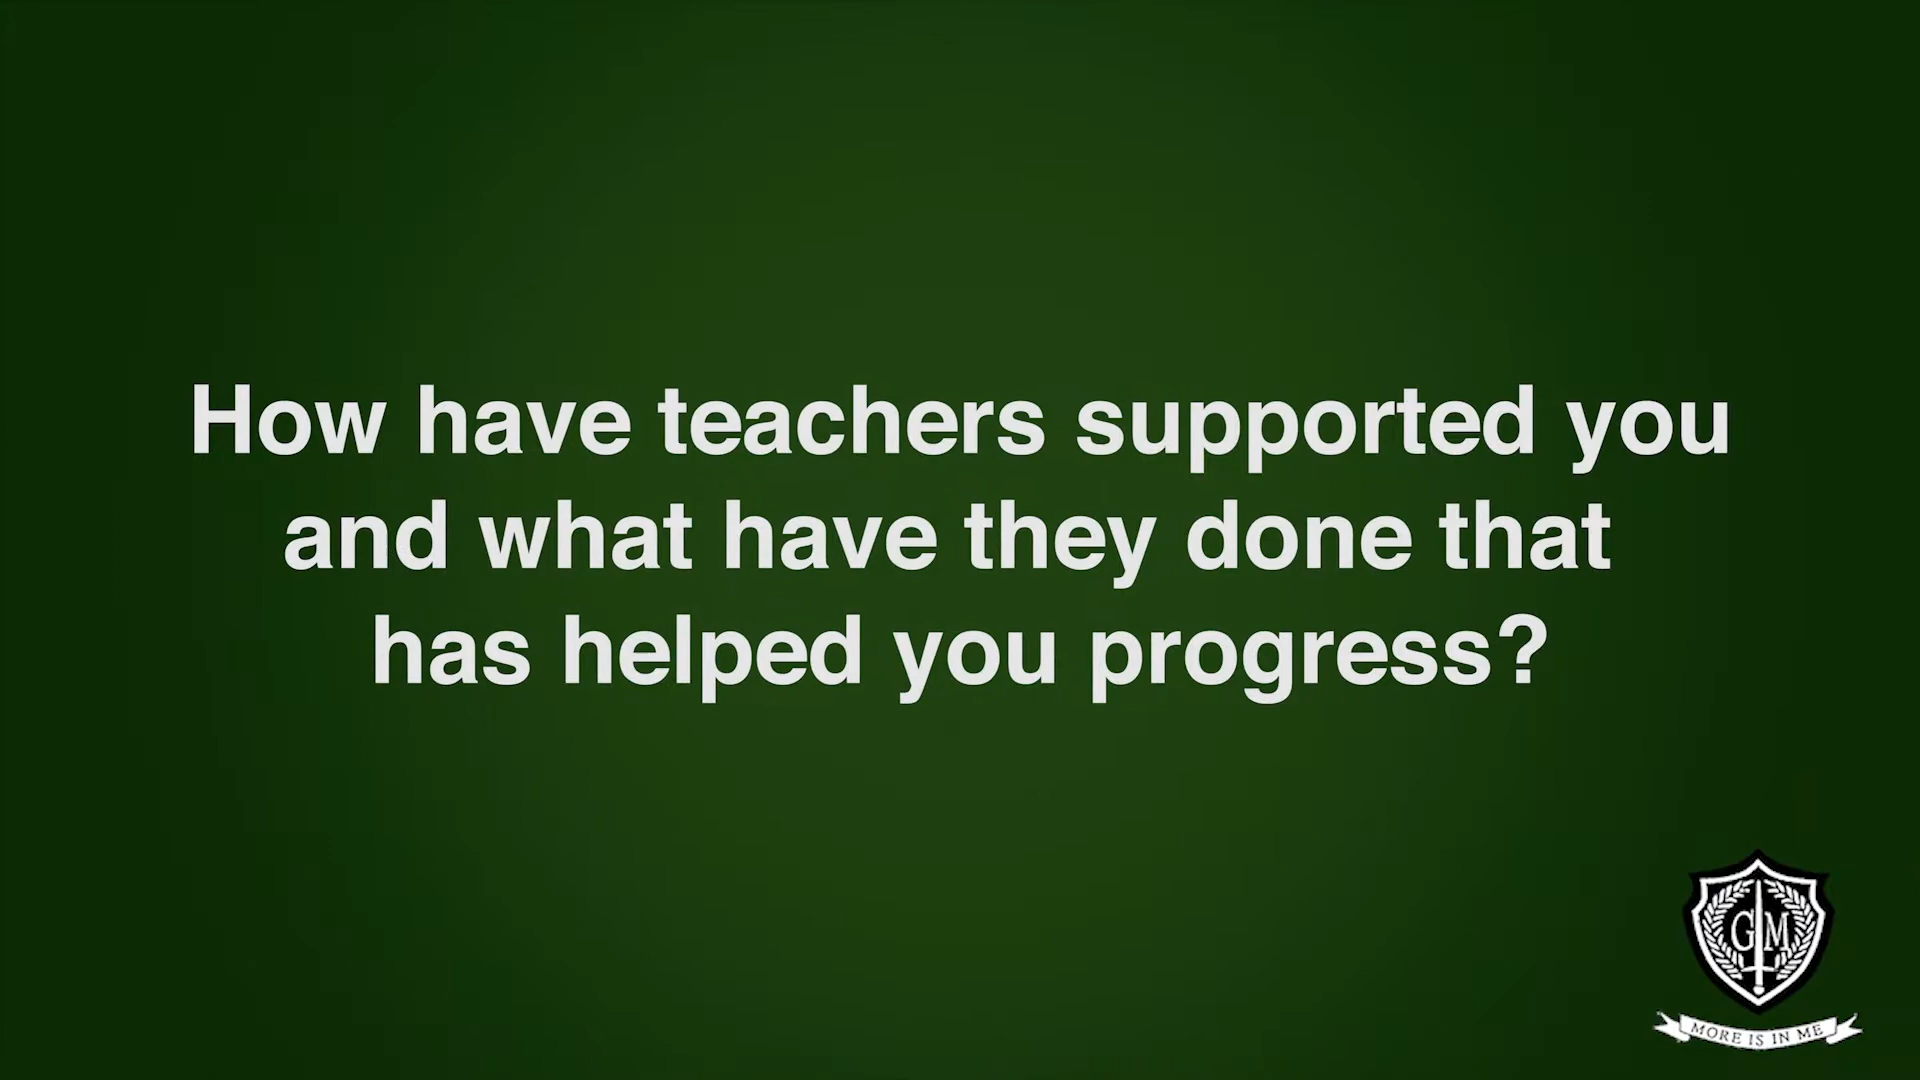 How have teachers supported you
and what have they done that
has helped you progress?
G M
MORE IS IN ME